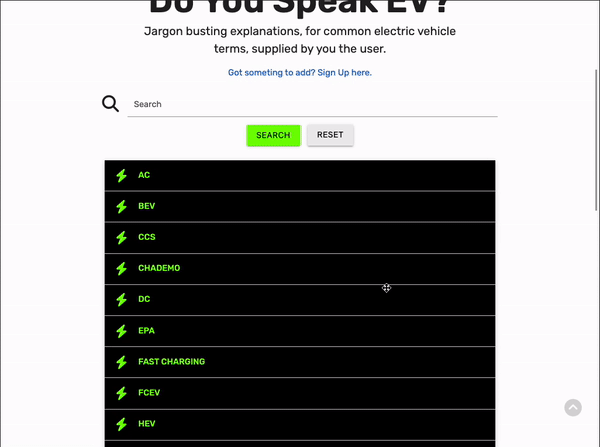 Do You Speak EV?
Jargon busting explanations, for common electric vehicle
terms, supplied by you the user.
Got someting to add? Sign Up here.
Search
SEARCH
RESET
AC
BEV
CCS
CHADEMO
DC
EPA
FAST CHARGING
FCEV
HEV